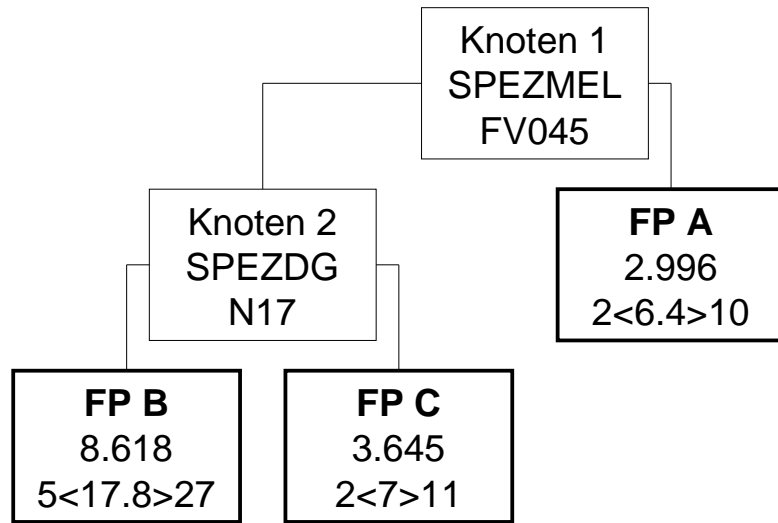 Knoten 1
SPEZMEL
FV045
Knoten 2
SPEZDG
N17
FP A
2.996
2<6.4>10
FP B
8.618
5<17.8>27
FP C
3.645
2<7>11